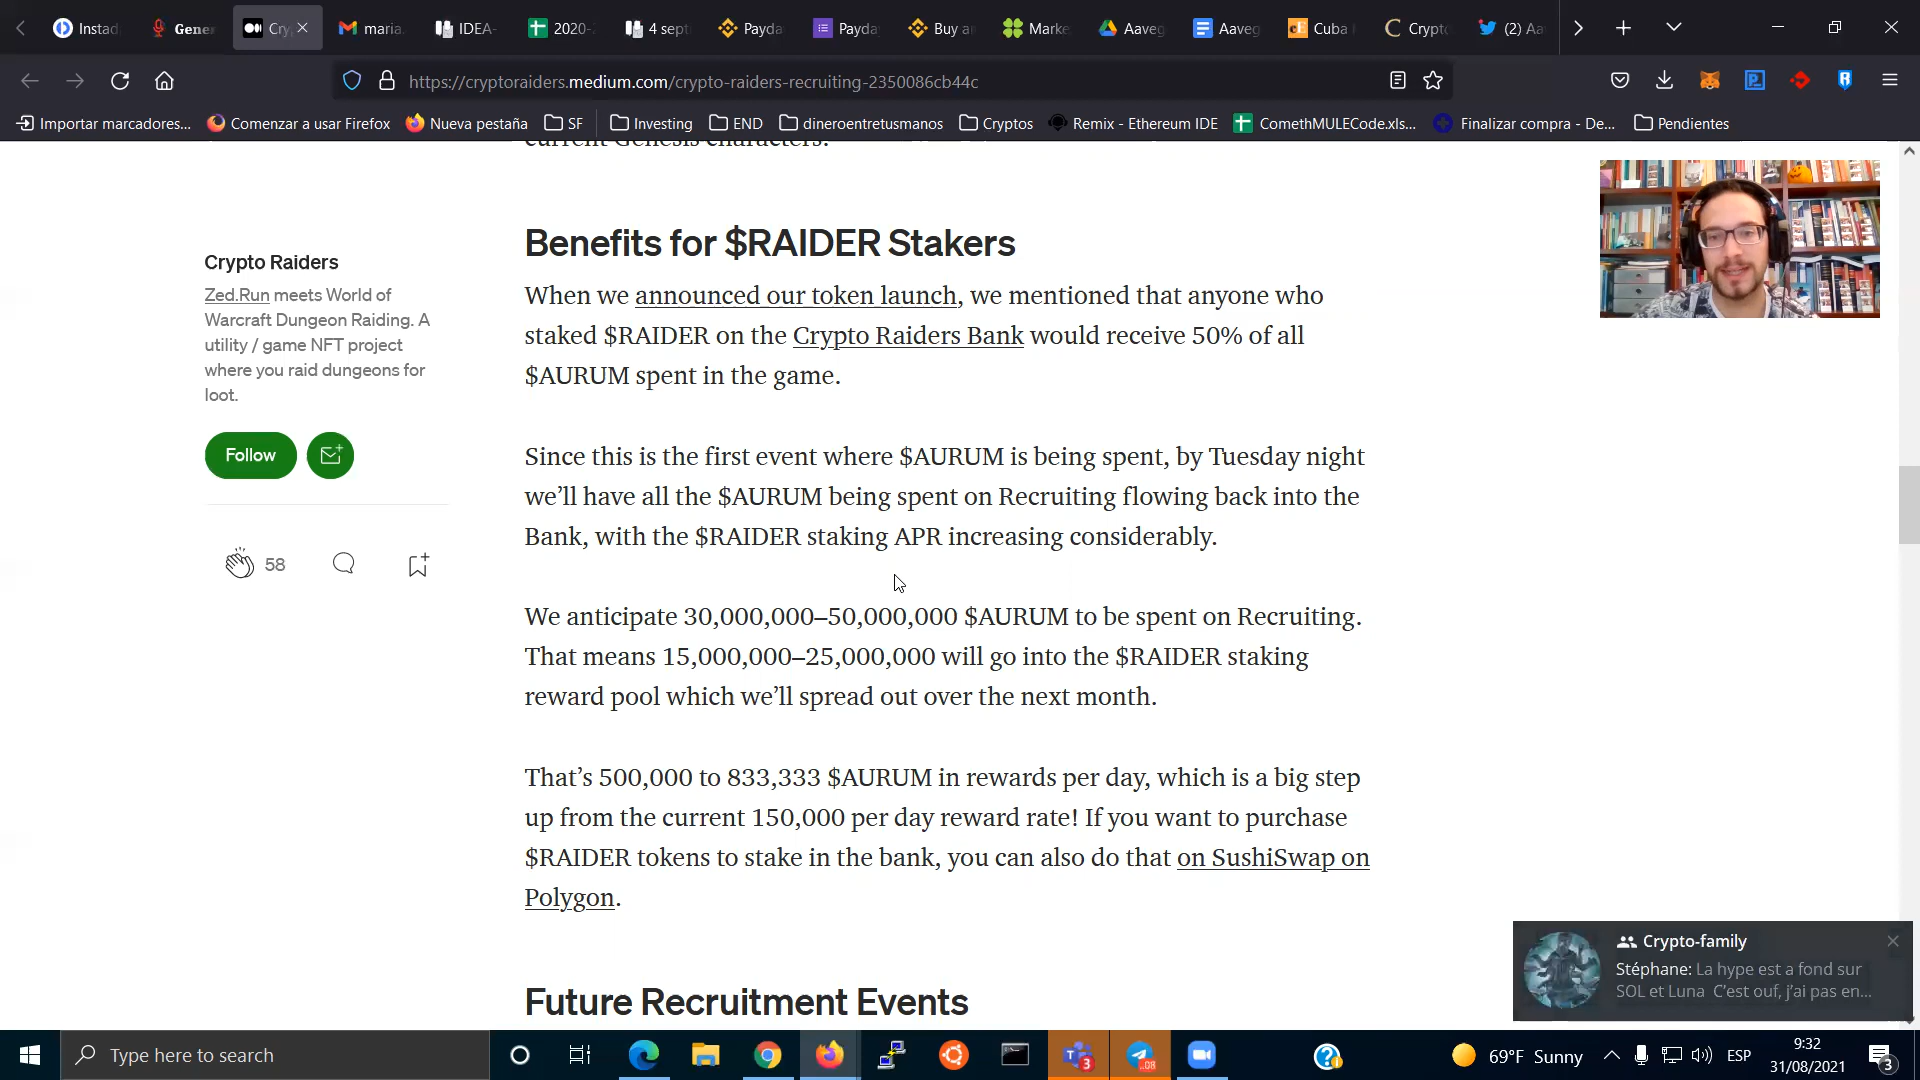 Instad
Gener
Cry
maria.
IDEA-
2020-
4 sept
Payda
Payda
Buy a
Marke
Aaveg
Aaveg
Cuba
Crypto
(2) Aa
https://cryptoraiders.medium.com/crypto-raiders-recruiting-2350086cb44c
Importar marcadores...
Comenzar a usar Firefox
Nueva pestaña
SF
Investing
END
dineroentretusmanos
Cryptos
Remix - Ethereum IDE
ComethMULECode.xls...
Finalizar compra - De...
Pendientes
current Genesis characters.
Crypto Raiders
Zed.Run meets World of
Warcraft Dungeon Raiding. A
utility / game NFT project
where you raid dungeons for
loot.
Follow
58
Benefits for $RAIDER Stakers
When we announced our token launch, we mentioned that anyone who
staked $RAIDER on the Crypto Raiders Bank would receive 50% of all
$AURUM spent in the game.
Since this is the first event where $AURUM is being spent, by Tuesday night
we’ll have all the $AURUM being spent on Recruiting flowing back into the
Bank, with the $RAIDER staking APR increasing considerably.
We anticipate 30,000,000–50,000,000 $AURUM to be spent on Recruiting.
That means 15,000,000–25,000,000 will go into the $RAIDER staking
reward pool which we’ll spread out over the next month.
That’s 500,000 to 833,333 $AURUM in rewards per day, which is a big step
up from the current 150,000 per day reward rate! If you want to purchase
$RAIDER tokens to stake in the bank, you can also do that on SushiSwap on
Polygon.
Future Recruitment Events
Crypto-family
Stéphane: La hype est a fond sur
SOL et Luna C’est ouf, j’ai pas en...
Type here to search
3
.08
69°F Sunny
ESP
9:32
31/08/2021
3